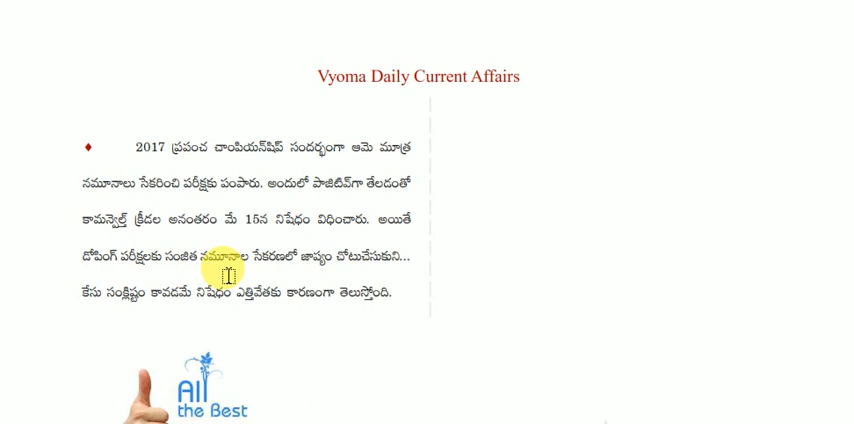 Vyoma Daily Current Affairs
♦ 2017 ప్రపంచ చాంపియన్‌షిప్ సందర్భంగా ఆమె మూత్ర
నమూనాలు సేకరించి పరీక్షకు పంపారు. అందులో పాజిటివ్‌గా తేలడంతో
కామన్వెల్త్ క్రీడల అనంతరం మే 15న నిషేధం విధించారు. అయితే
డోపింగ్ పరీక్షలకు సంజిత నమూనాల సేకరణలో జాప్యం చోటుచేసుకుని...
కేసు సంక్లిష్టం కావడమే నిషేధం ఎత్తివేతకు కారణంగా తెలుస్తోంది.
All
the Best